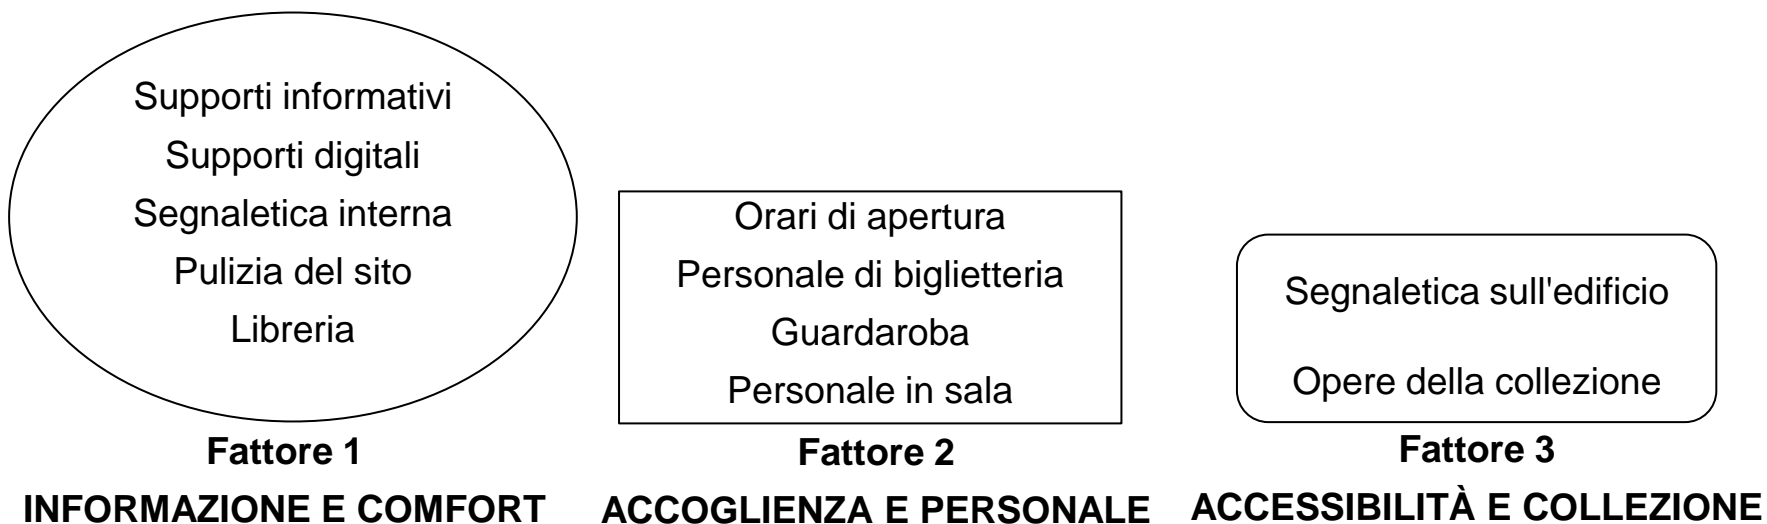 Supporti informativi
Supporti digitali
Segnaletica interna
Pulizia del sito
Libreria
Fattore 1
INFORMAZIONE E COMFORT
Orari di apertura
Personale di biglietteria
Guardaroba
Personale in sala
Fattore 2
ACCOGLIENZA E PERSONALE
Segnaletica sull'edificio
Opere della collezione
Fattore 3
ACCESSIBILITÀ E COLLEZIONE